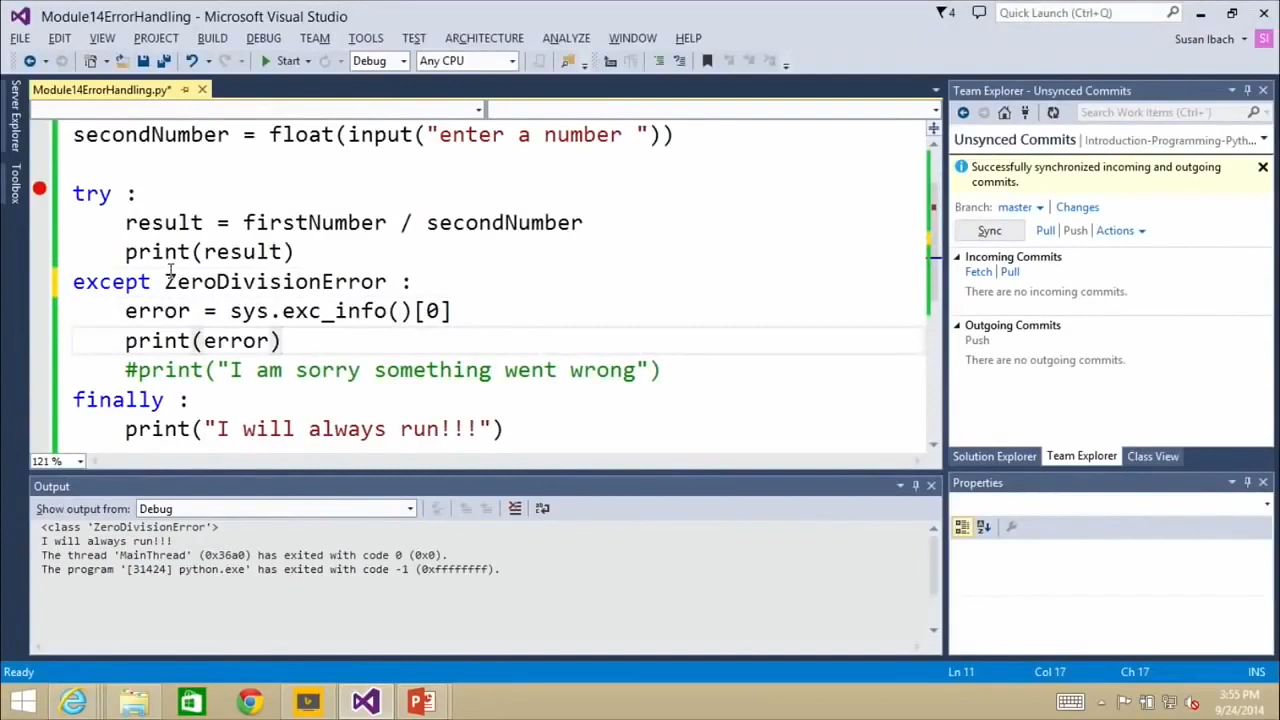 Module14ErrorHandling - Microsoft Visual Studio
4
Quick Launch (Ctrl+Q)
FILE EDIT VIEW PROJECT BUILD DEBUG TEAM TOOLS TEST ARCHITECTURE ANALYZE WINDOW HELP
Susan Ibach SI
Start Debug Any CPU
Server Explorer
Toolbox
Module14ErrorHandling.py*
secondNumber = float(input("enter a number "))
try :
result = firstNumber / secondNumber
print(result)
except ZeroDivisionError :
error = sys.exc_info()[0]
print(error)
#print("I am sorry something went wrong")
finally :
print("I will always run!!!")
121 %
Output
Show output from: Debug
<class 'ZeroDivisionError'>
I will always run!!!
The thread 'MainThread' (0x36a0) has exited with code 0 (0x0).
The program '[31424] python.exe' has exited with code -1 (0xffffffff).
Team Explorer - Unsynced Commits
Search Work Items (Ctrl+')
Unsynced Commits | Introduction-Programming-Pyth...
Successfully synchronized incoming and outgoing
commits.
Branch: master Changes
Sync Pull Push Actions
Incoming Commits
Fetch Pull
There are no incoming commits.
Outgoing Commits
Push
There are no outgoing commits.
Solution Explorer Team Explorer Class View
Properties
Ready Ln 11 Col 17 Ch 17 INS
3:55 PM
9/24/2014